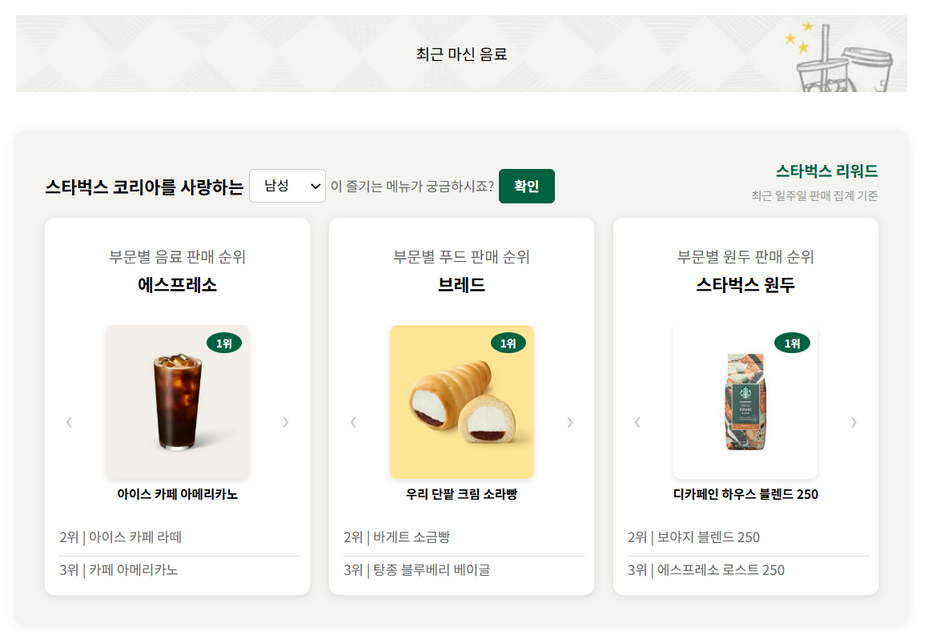 최근 마신 음료
스타벅스 코리아를 사랑하는 남성 이 즐기는 메뉴가 궁금하시죠? 확인
스타벅스 리워드
최근 일주일 판매 집계 기준
부문별 음료 판매 순위
에스프레소
1위
아이스 카페 아메리카노
2위 | 아이스 카페 라떼
3위 | 카페 아메리카노
부문별 푸드 판매 순위
브레드
1위
우리 단팥 크림 소라빵
2위 | 바게트 소금빵
3위 | 탕종 블루베리 베이글
부문별 원두 판매 순위
스타벅스 원두
1위
디카페인 하우스 블렌드 250
2위 | 보야지 블렌드 250
3위 | 에스프레소 로스트 250